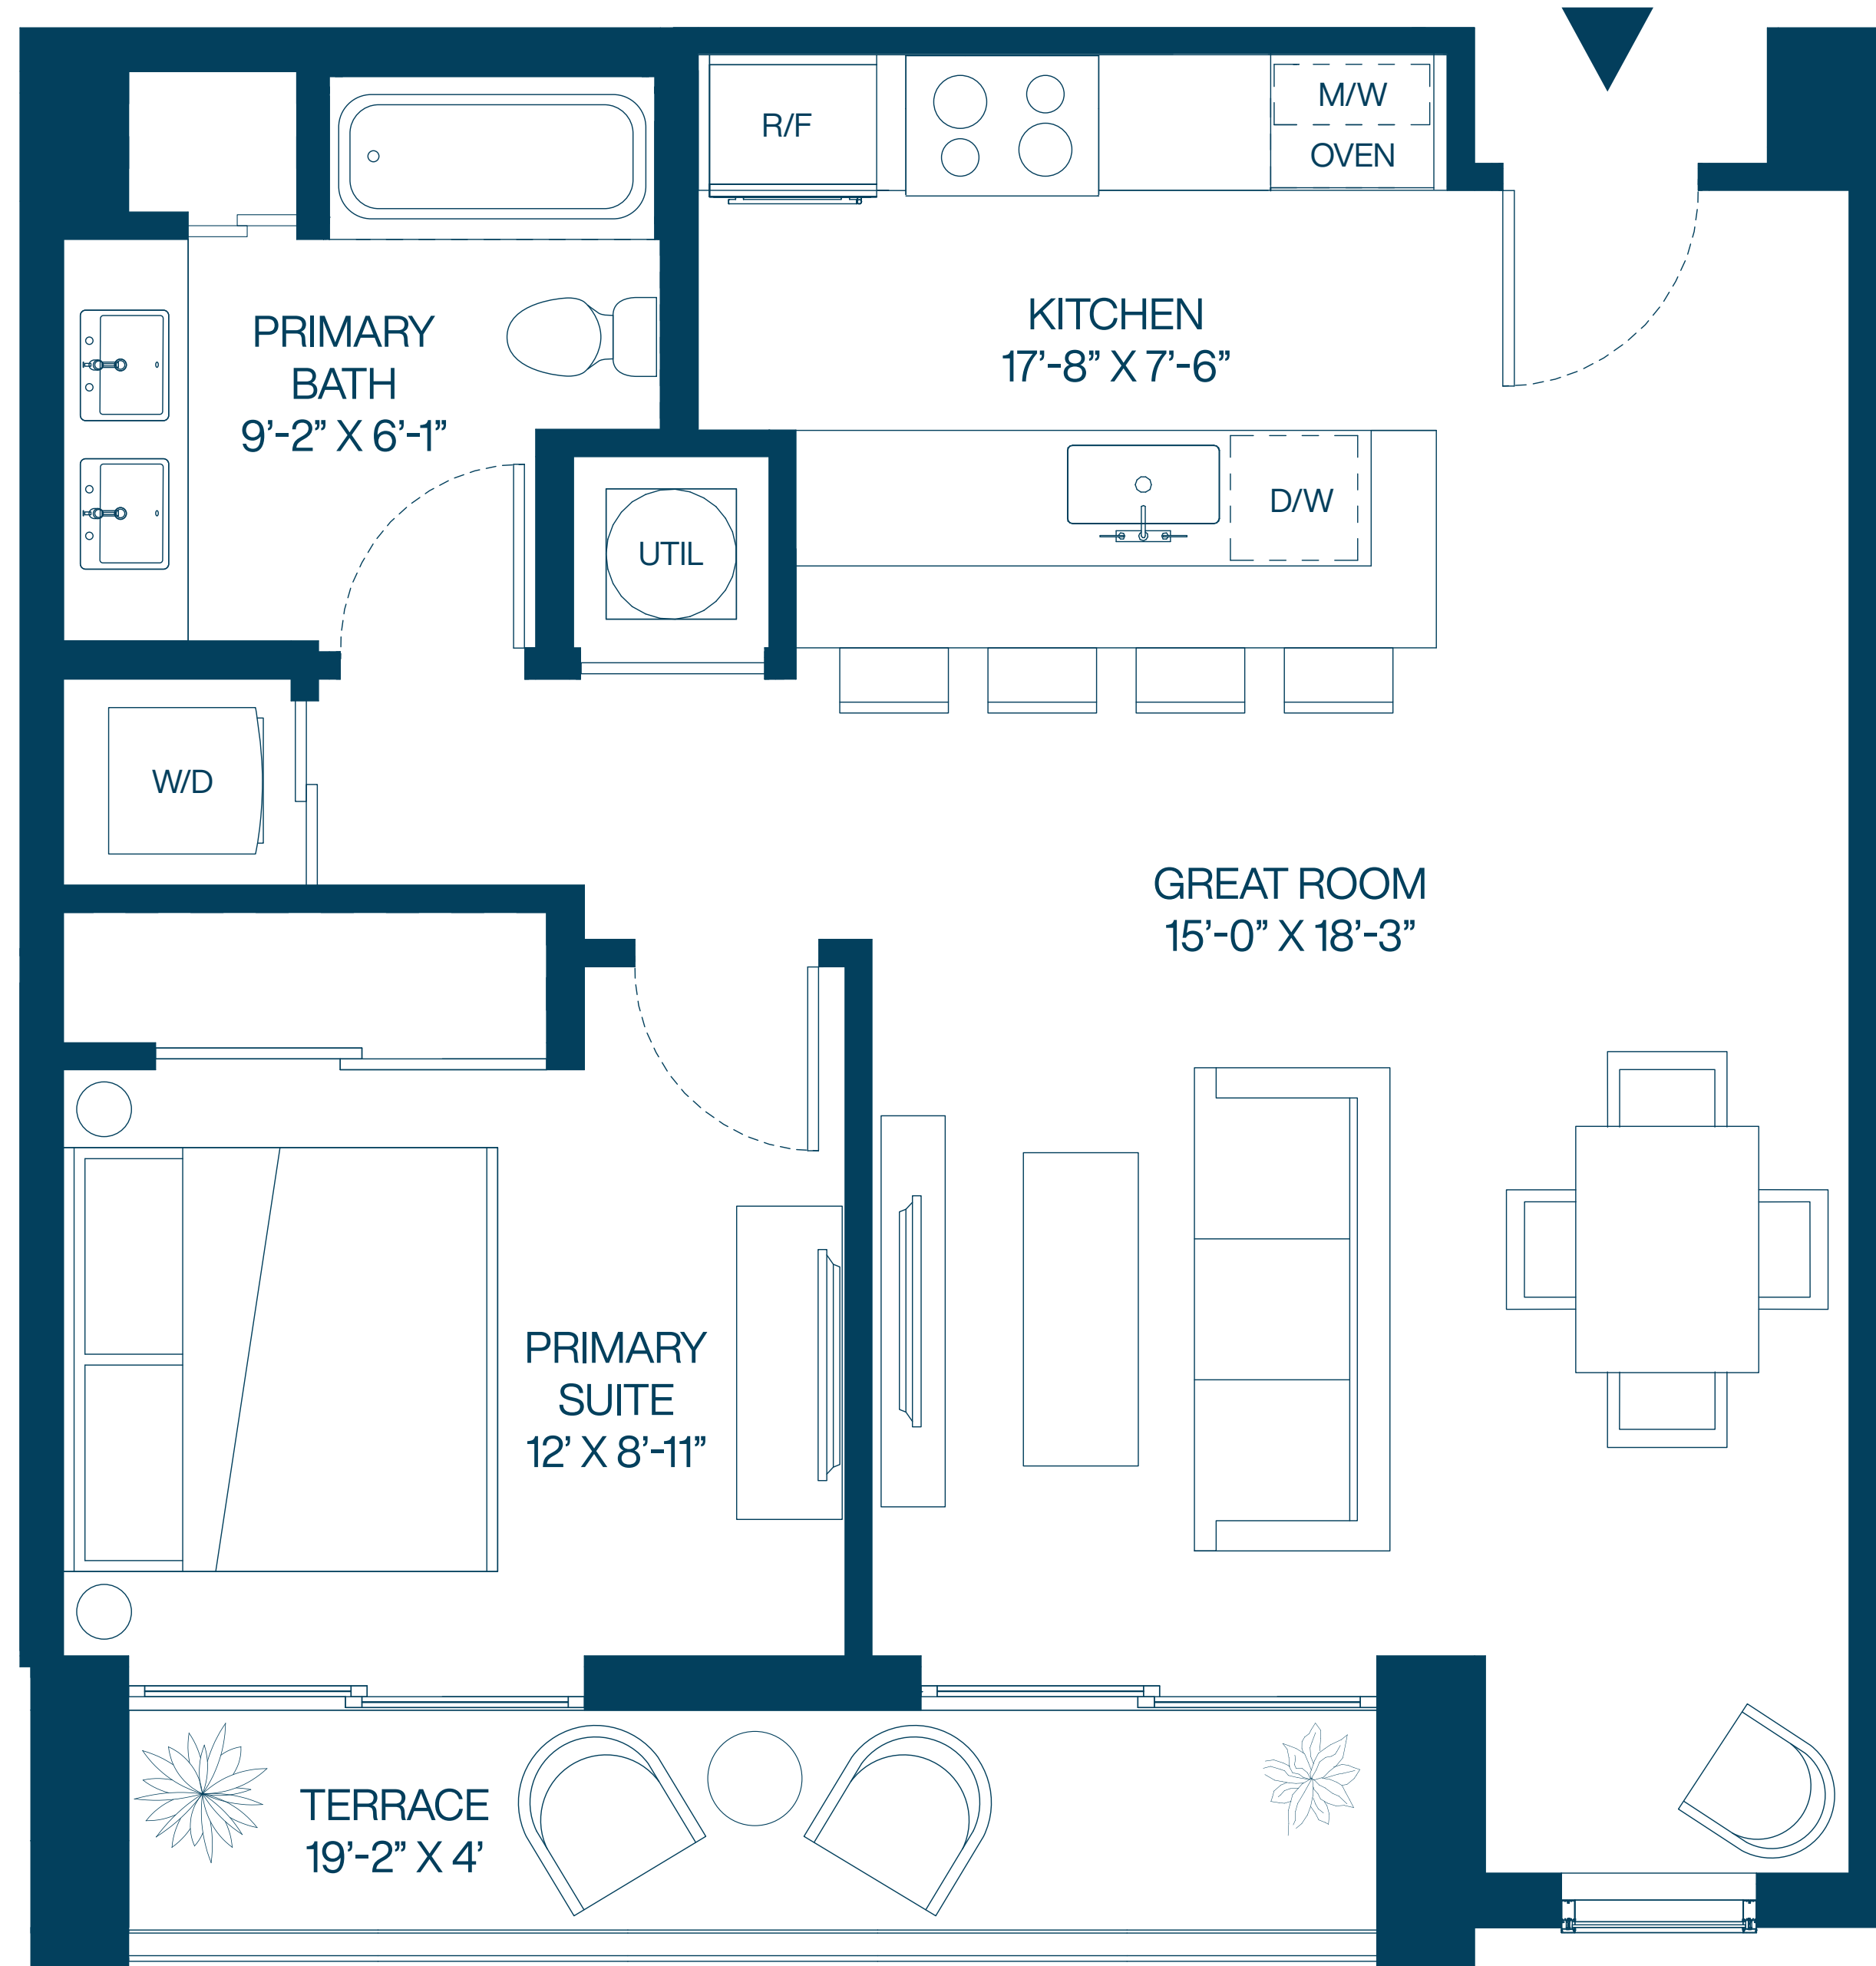 R/F
M/W
OVEN
PRIMARY
BATH
9’-2” X 6’-1”
KITCHEN
17’-8” X 7’-6”
D/W
UTIL
W/D
GREAT ROOM
15’-0” X 18’-3”
PRIMARY
SUITE
12’ X 8’-11”
TERRACE
19’-2” X 4’